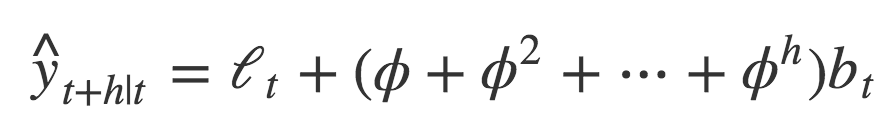 ŷ_{t+h|t} = ℓ_t + (ϕ + ϕ^2 + ⋯ + ϕ^h)b_t